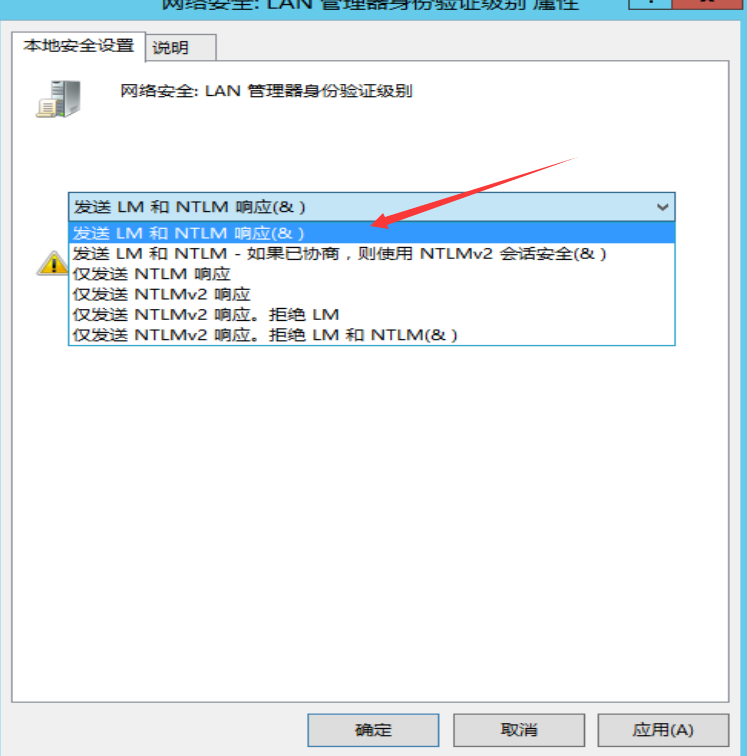 网络安全: LAN 管理器身份验证级别 属性
?
本地安全设置
说明
网络安全: LAN 管理器身份验证级别
发送 LM 和 NTLM 响应(& )
发送 LM 和 NTLM 响应(& )
发送 LM 和 NTLM - 如果已协商，则使用 NTLMv2 会话安全(& )
仅发送 NTLM 响应
仅发送 NTLMv2 响应
仅发送 NTLMv2 响应。拒绝 LM
仅发送 NTLMv2 响应。拒绝 LM 和 NTLM(& )
确定
取消
应用(A)